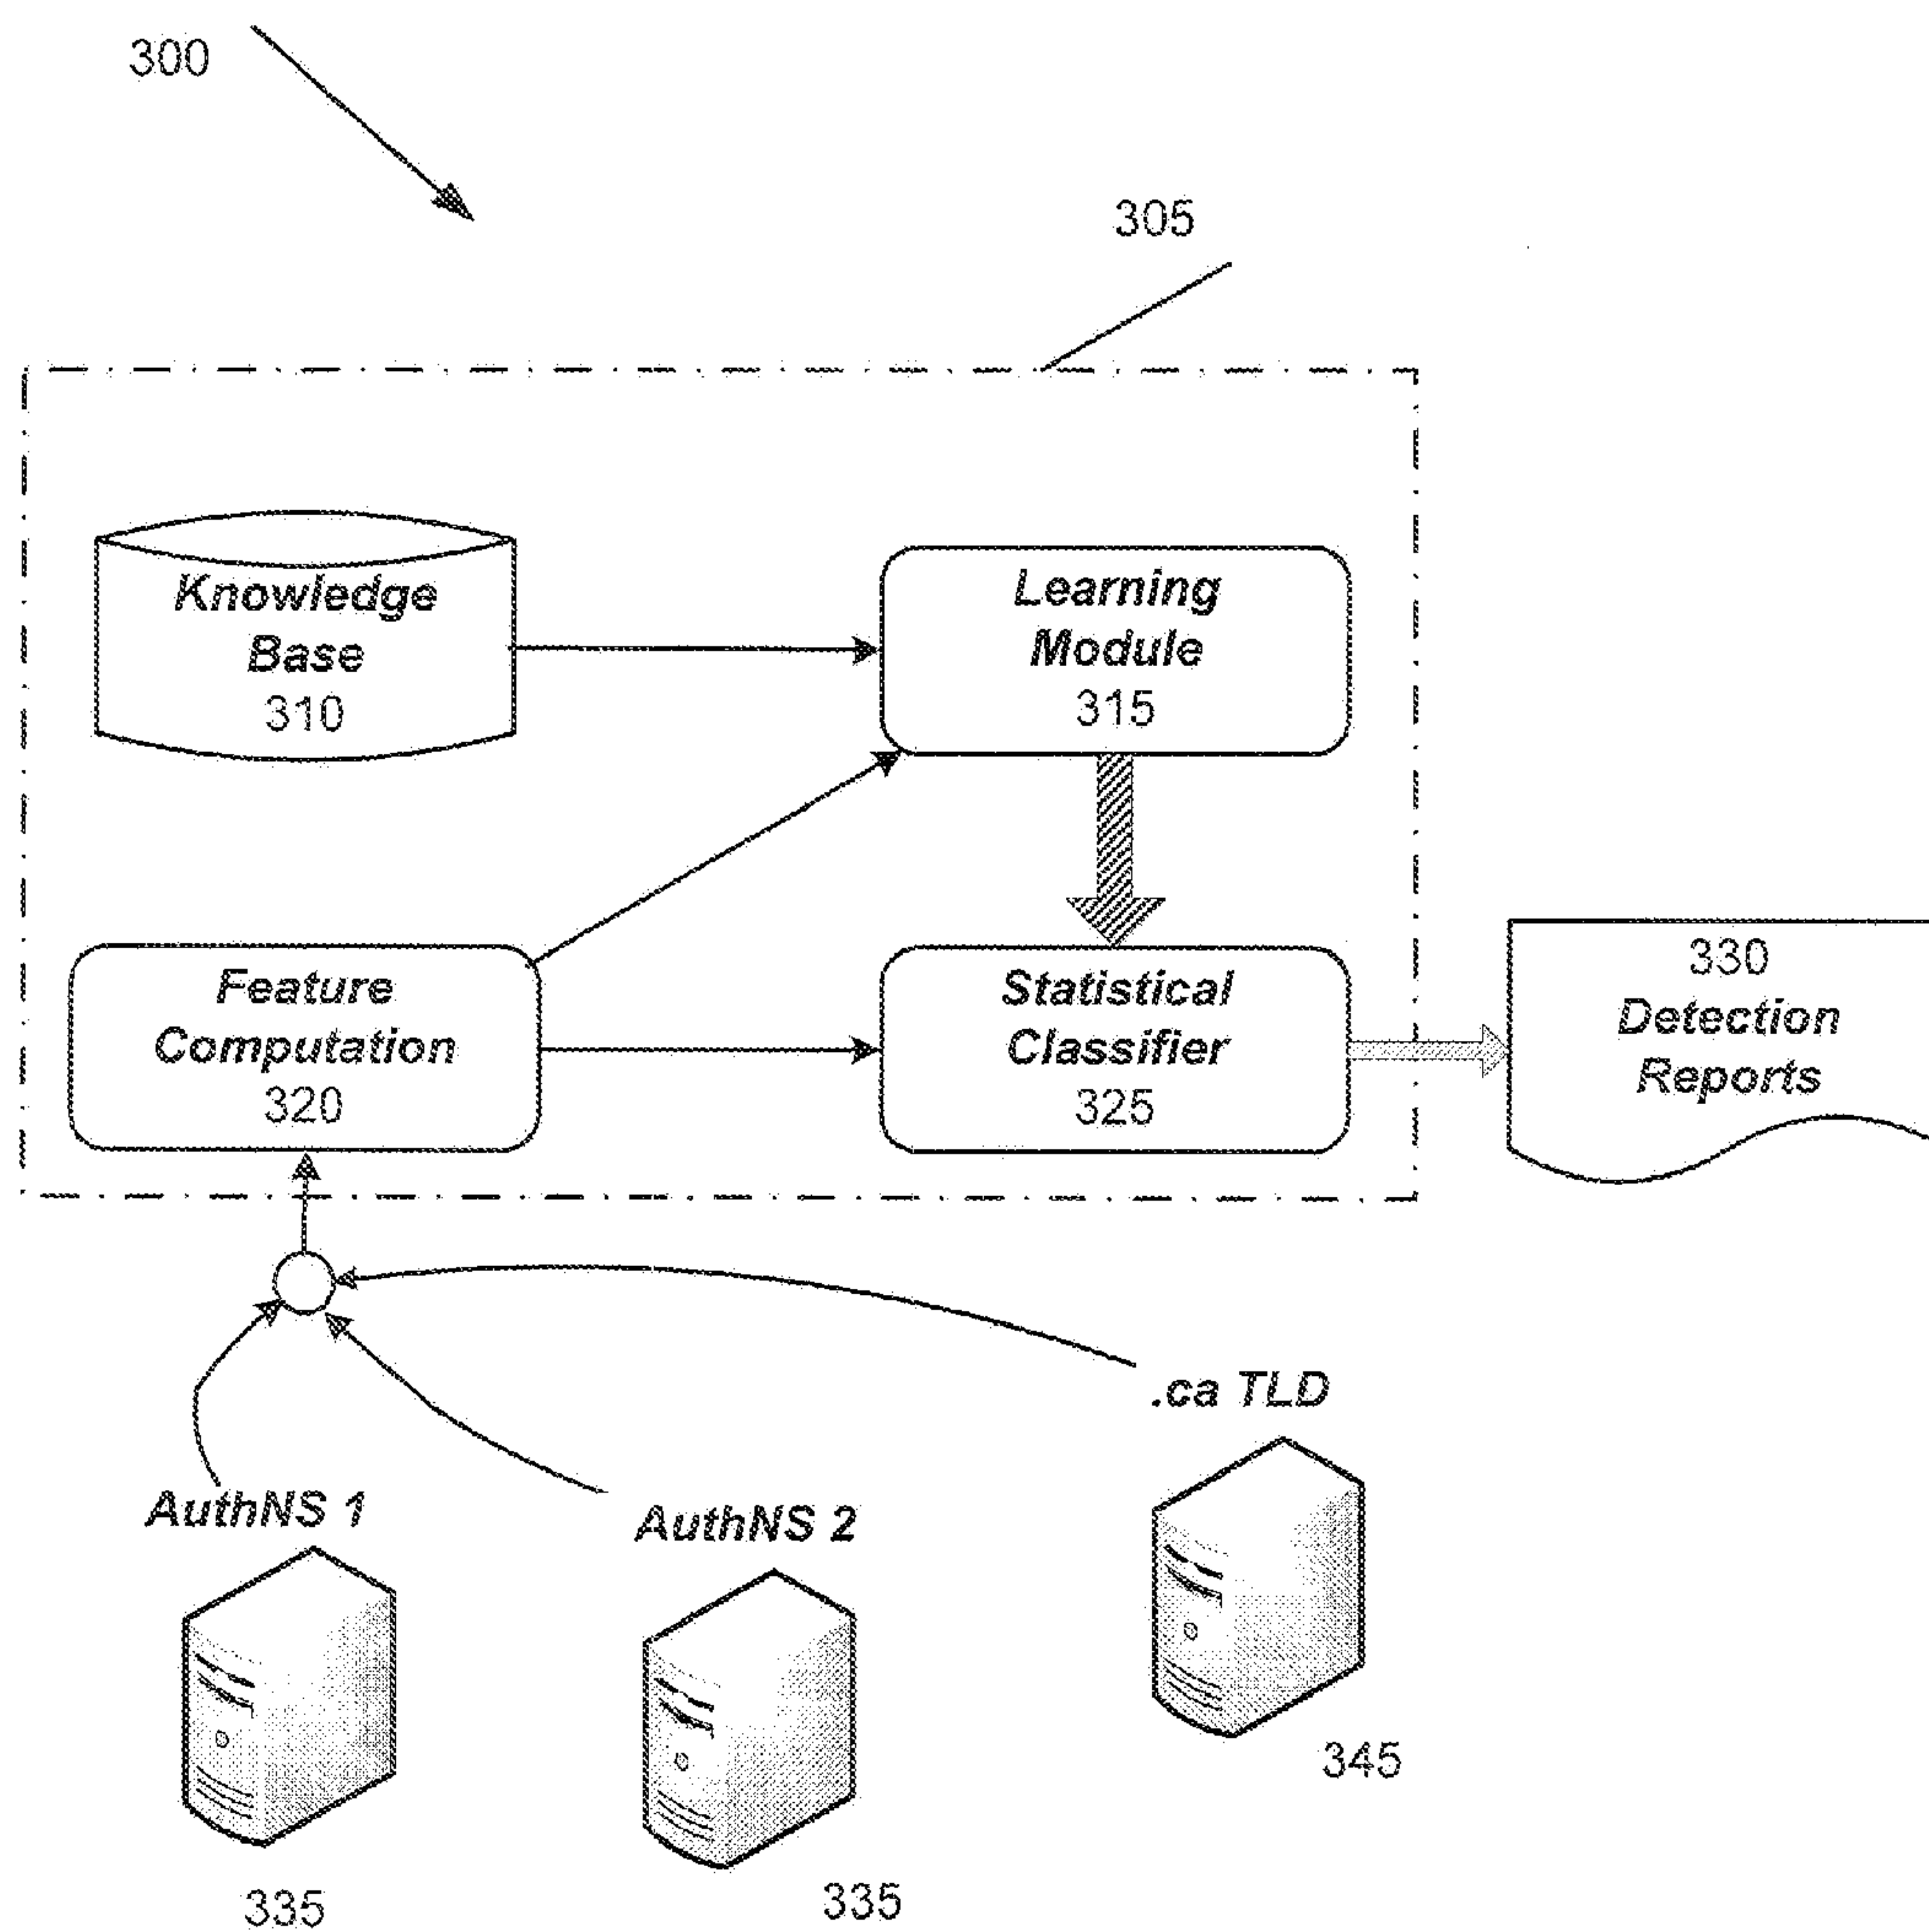 300
305
Knowledge
Base
310
Learning
Module
315
Feature
Computation
320
Statistical
Classifier
325
330
Detection
Reports
.ca TLD
AuthNS 1
AuthNS 2
345
335
335